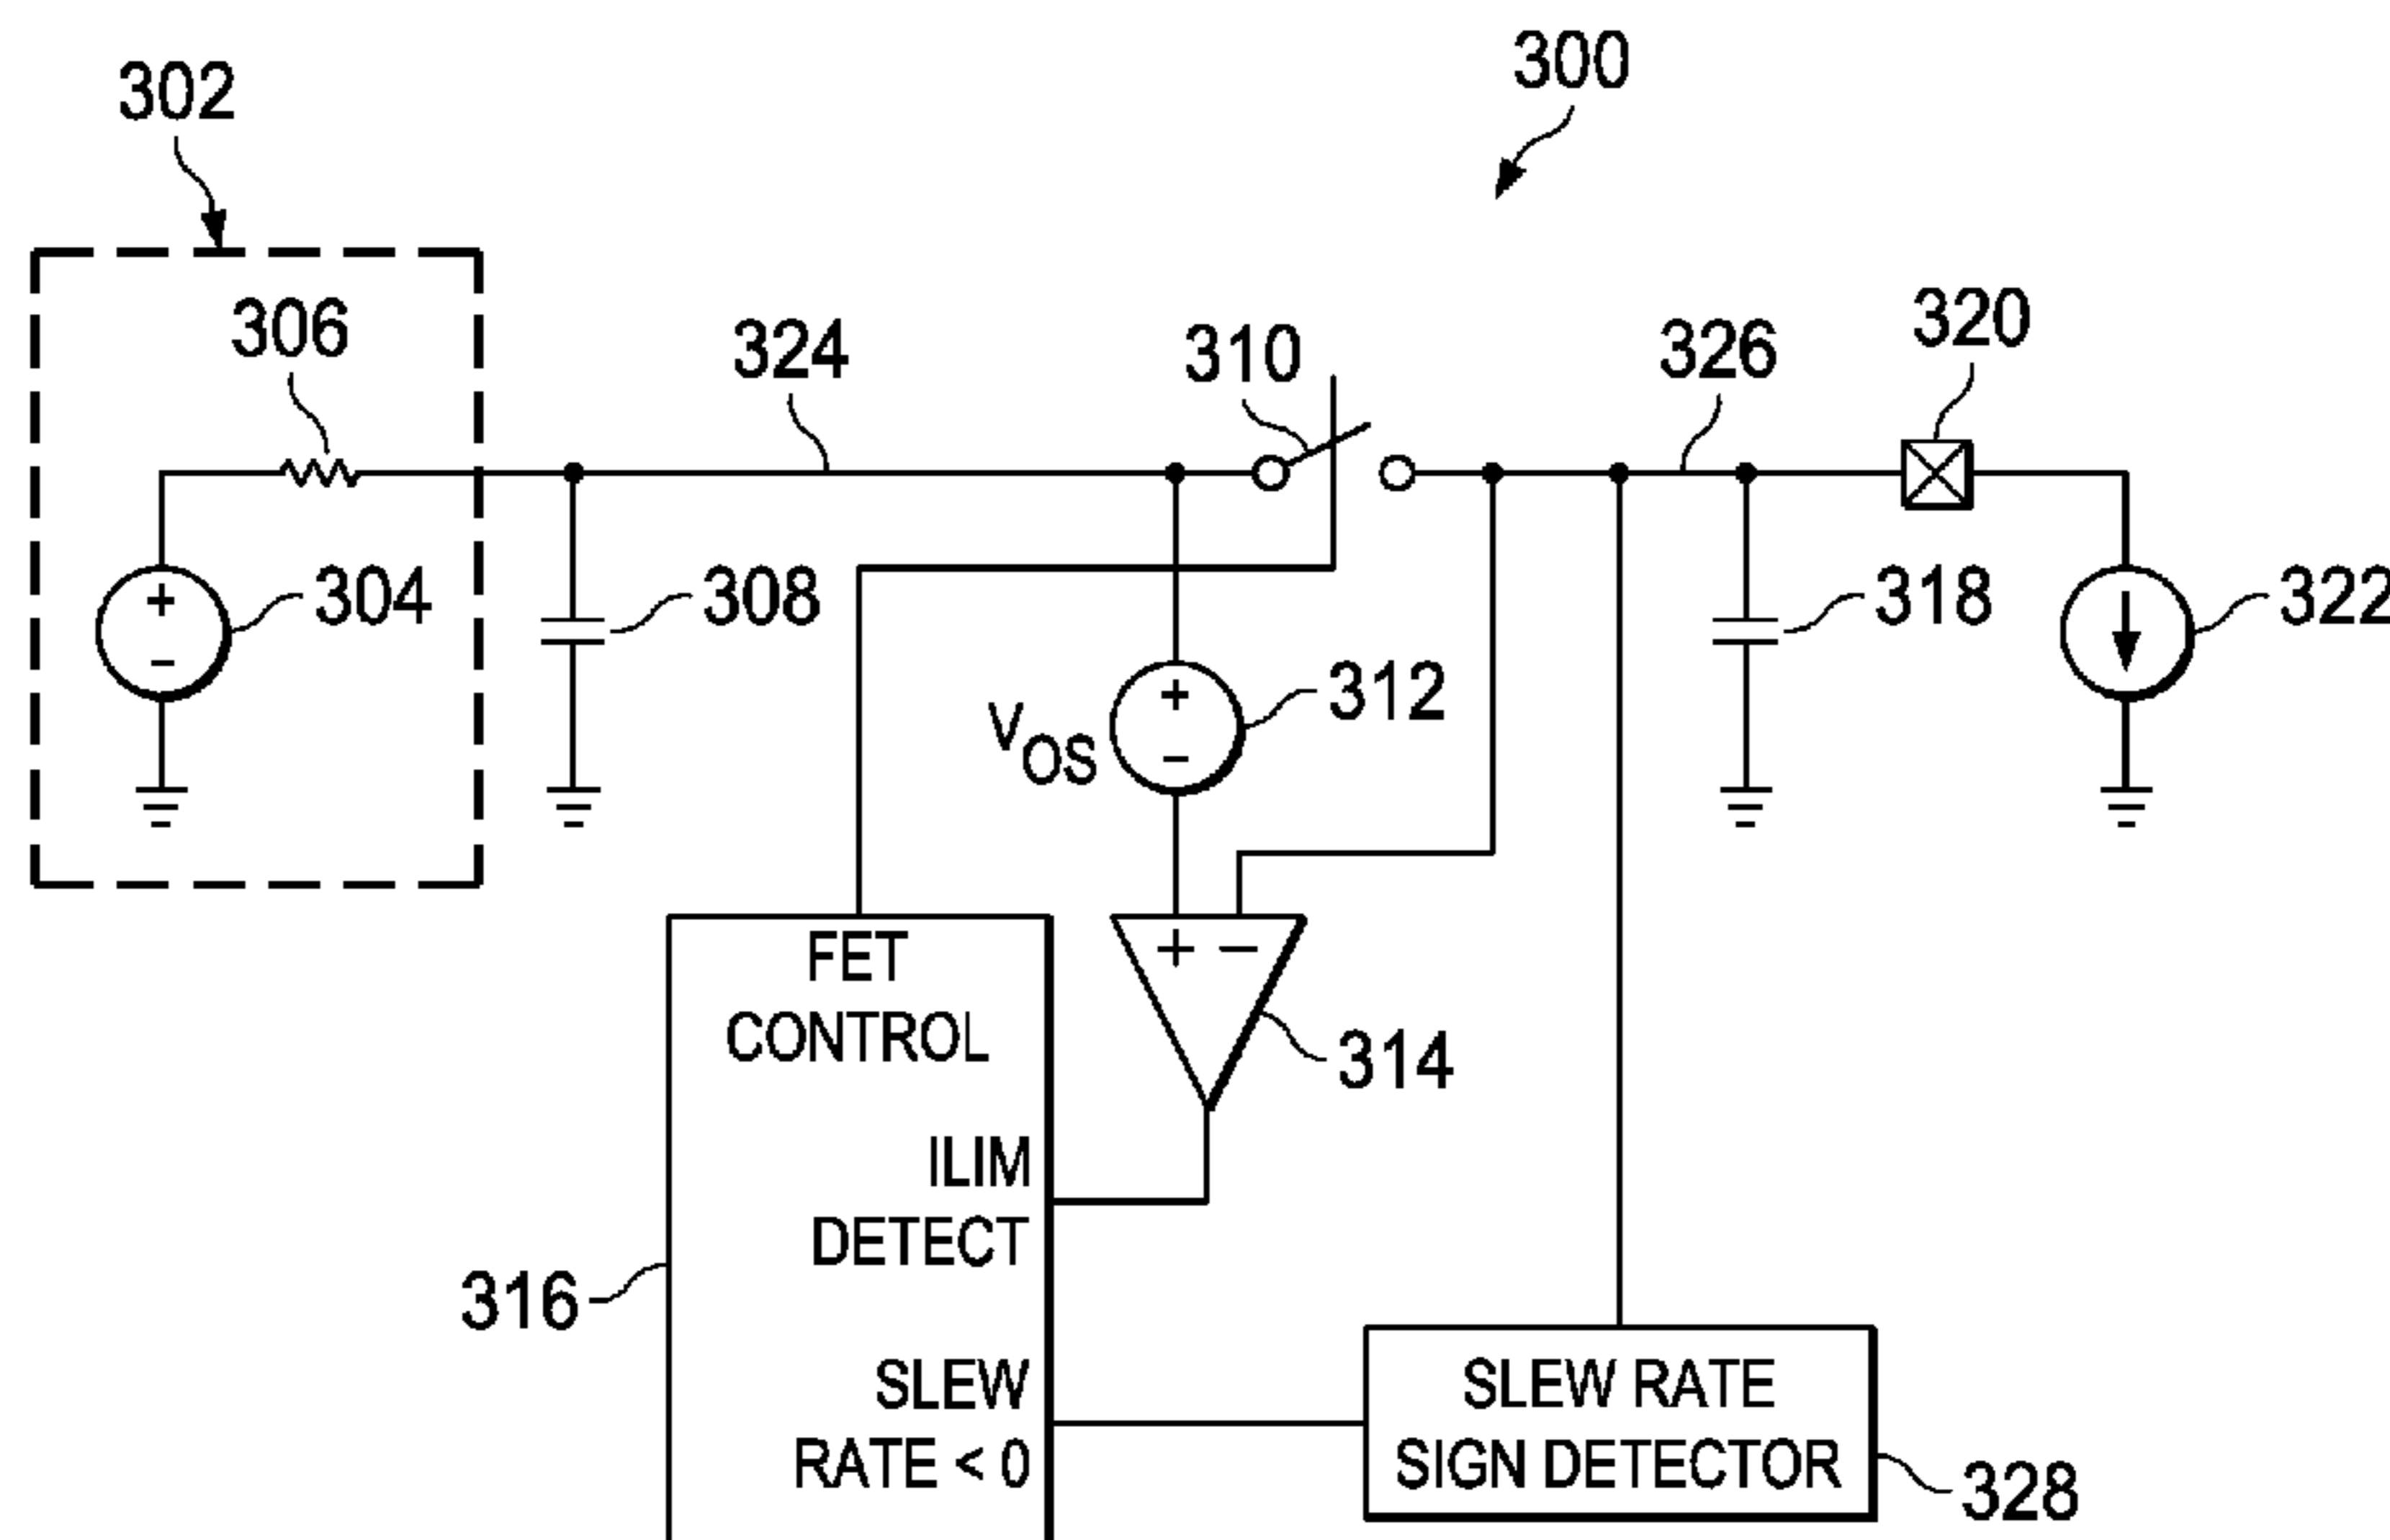 300
302
306
324
310
326
320
304
308
318
322
+
−
+
−
312
V_OS
FET
CONTROL
+ −
314
ILIM
DETECT
316
SLEW
RATE < 0
SLEW RATE
SIGN DETECTOR
328